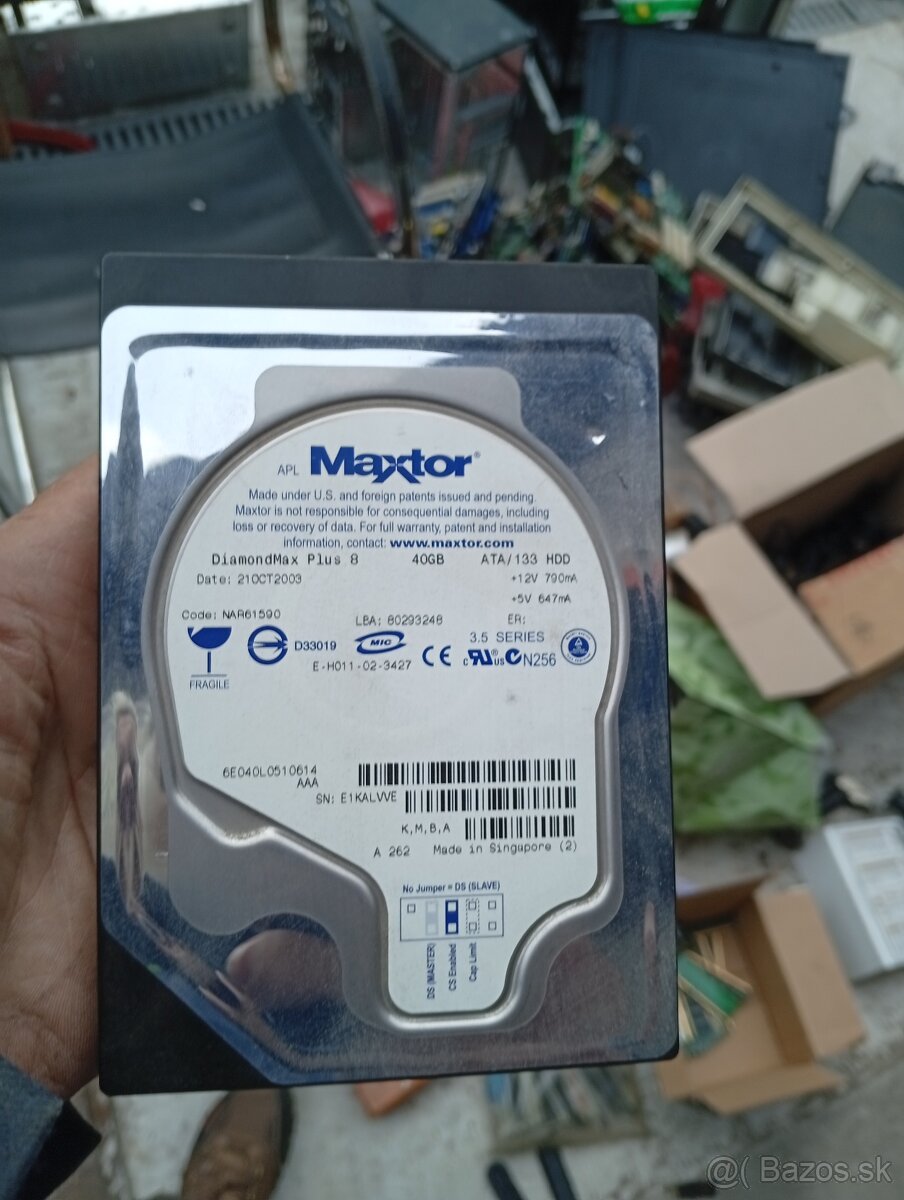 APL Maxtor®
Made under U.S. and foreign patents issued and pending.
Maxtor is not responsible for consequential damages, including
loss or recovery of data. For full warranty, patent and installation
information, contact: www.maxtor.com
DiamondMax Plus 8 40GB ATA/133 HDD
Date: 21OCT2003 +12V 790mA
+5V 647mA
Code: NAR61590 LBA: 80293248 ER:
D33019 MIC CE c RU® us C N256 3.5 SERIES
E-H011-02-3427
FRAGILE
6E040L0510614
AAA
SN: E1KALVVE
K,M,B,A
A 262 Made in Singapore (2)
No Jumper = DS (SLAVE)
DS (MASTER)
CS Enabled
Cap Limit
@( Bazos.sk